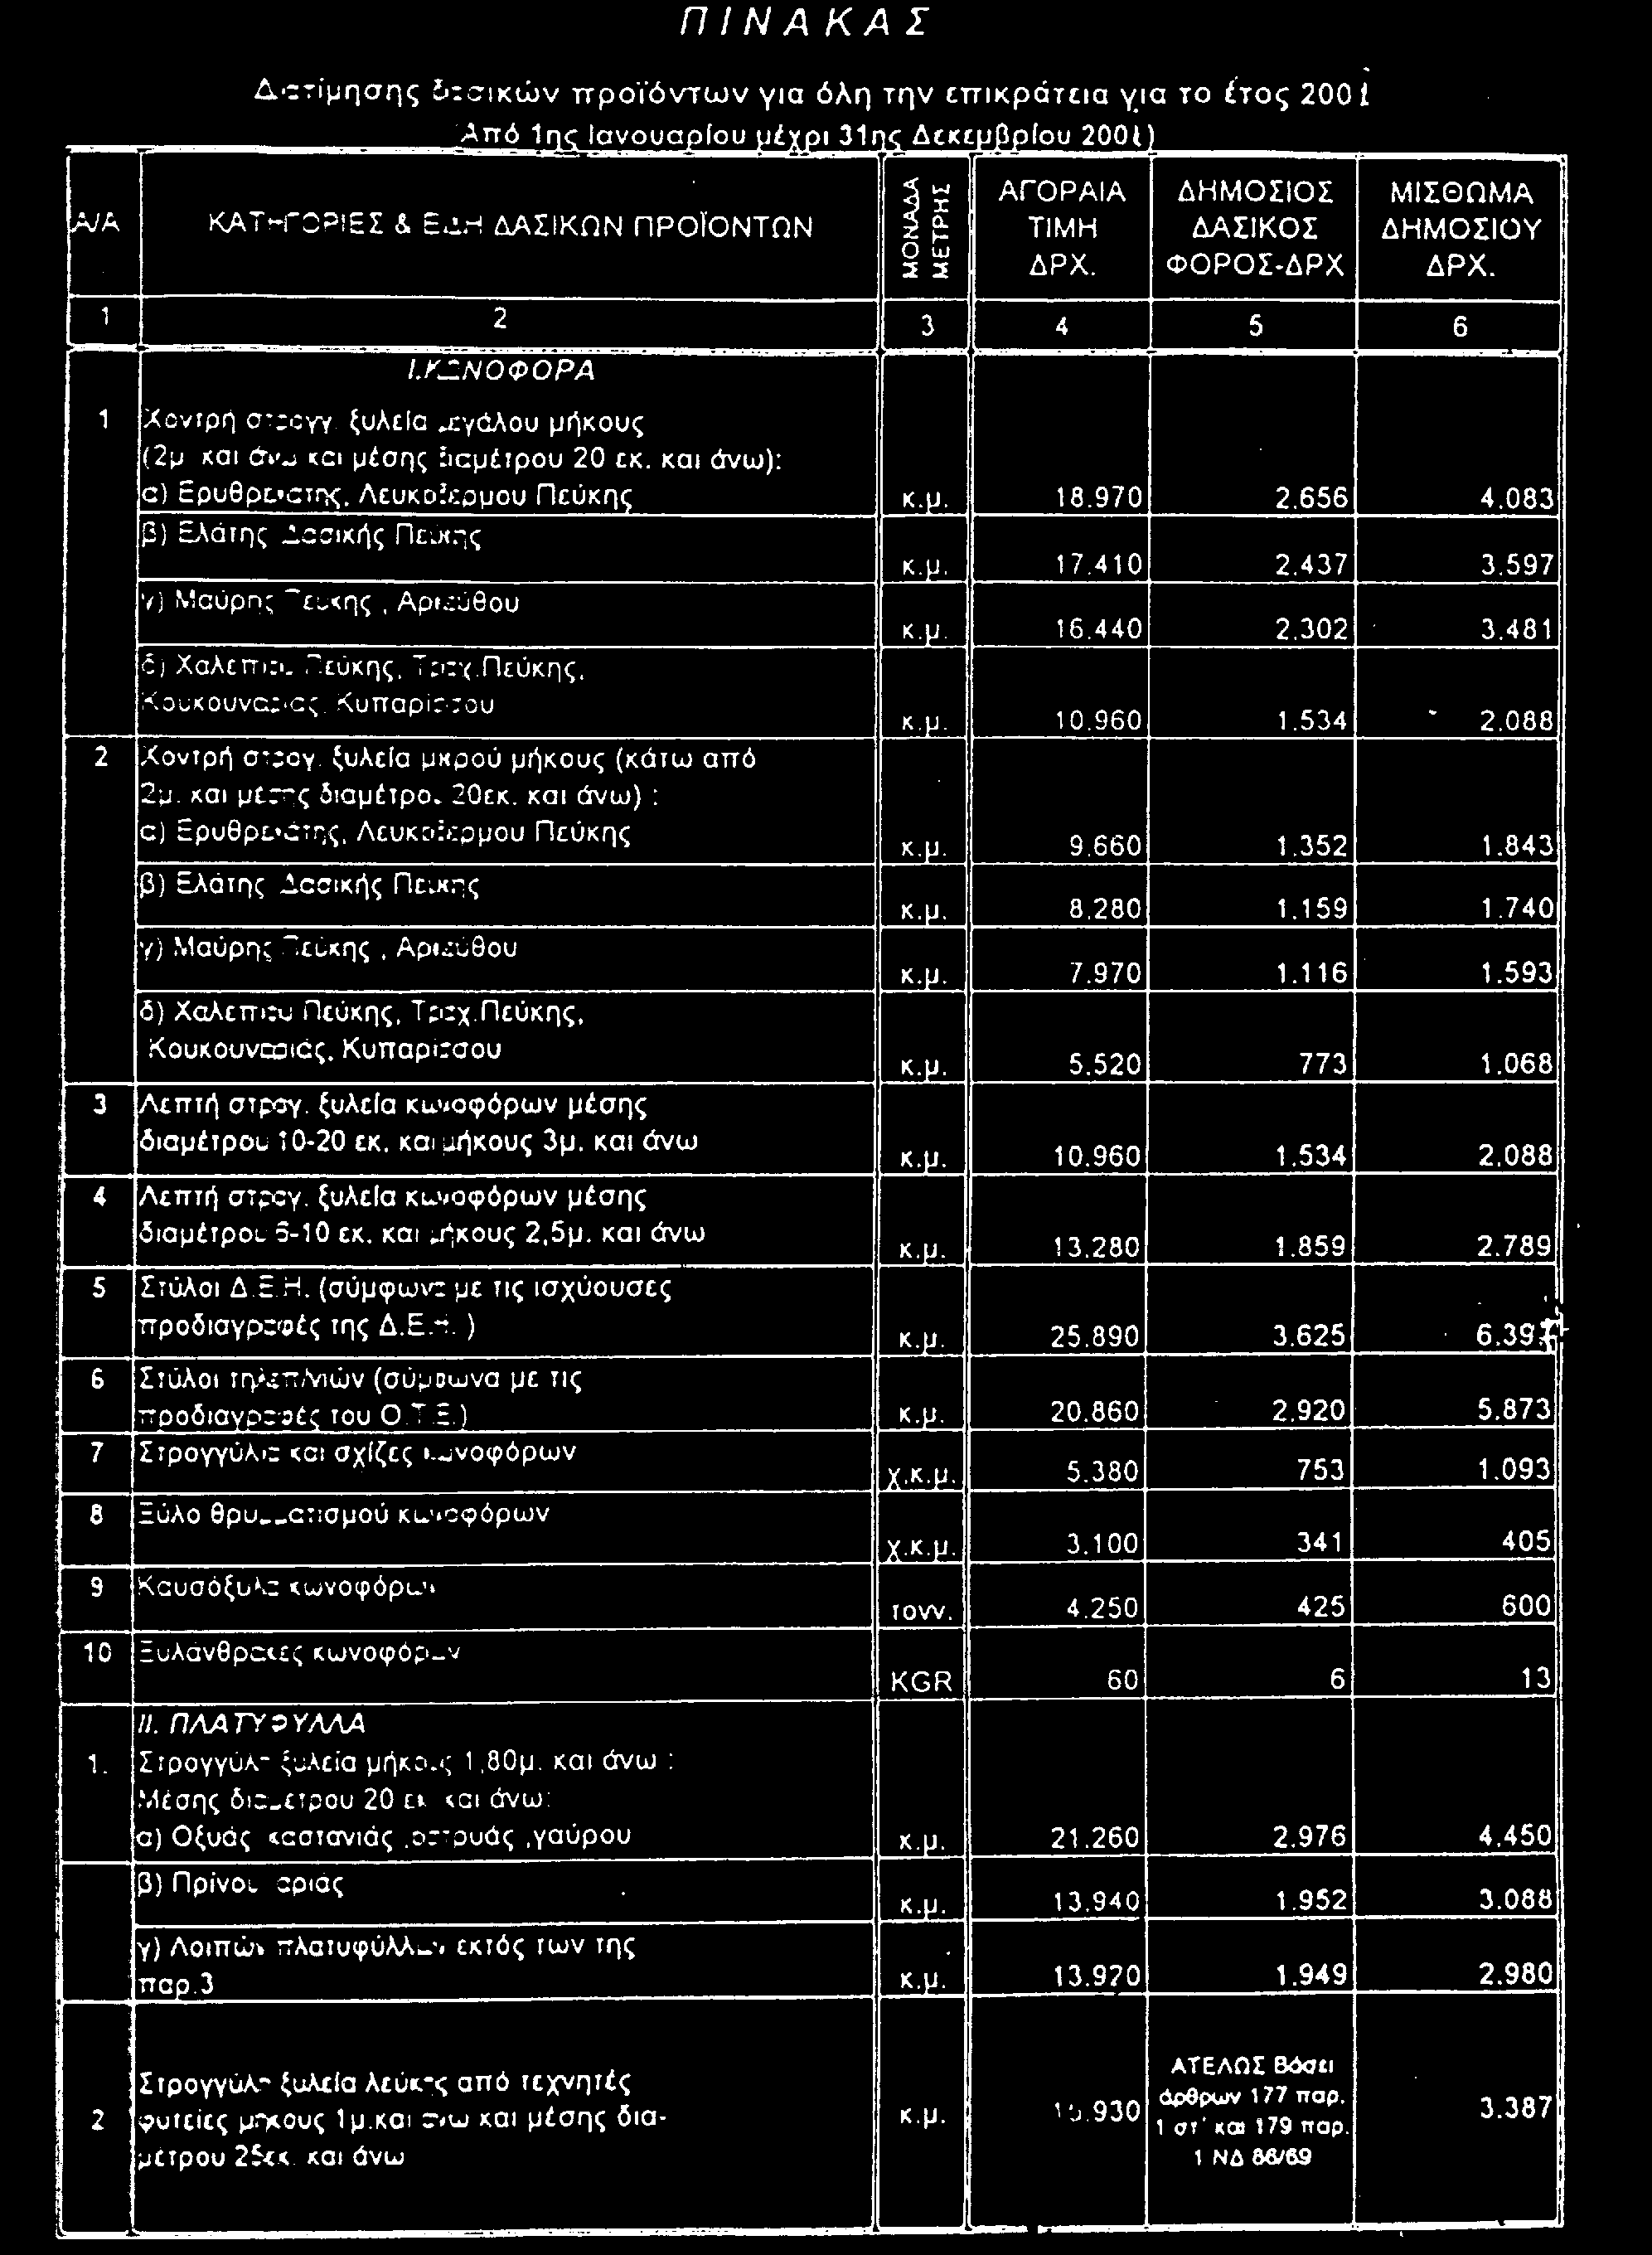 ΠΙΝΑΚΑΣ
Διατίμησης δασικών προϊόντων για όλη την επικράτεια για το έτος 2001
Από 1ης Ιανουαρίου μέχρι 31ης Δεκεμβρίου 2001)
Α/Α ΚΑΤΗΓΟΡΙΕΣ & ΕΙΔΗ ΔΑΣΙΚΩΝ ΠΡΟΪΟΝΤΩΝ ΜΟΝΑΔΑ ΜΕΤΡΗΣ ΑΓΟΡΑΙΑ ΤΙΜΗ ΔΡΧ. ΔΗΜΟΣΙΟΣ ΔΑΣΙΚΟΣ ΦΟΡΟΣ-ΔΡΧ ΜΙΣΘΩΜΑ ΔΗΜΟΣΙΟΥ ΔΡΧ.
1 2 3 4 5 6
Ι.ΚΩΝΟΦΟΡΑ
1 Χοντρή στρογγ. ξυλεία μεγάλου μήκους
(2μ. και άνω και μέσης διαμέτρου 20 εκ. και άνω):
α) Ερυθρελάτης, Λευκοδέρμου Πεύκης κ.μ. 18.970 2.656 4.083
β) Ελάτης Δασικής Πεύκης κ.μ. 17.410 2.437 3.597
γ) Μαύρης Πεύκης , Αρκεύθου κ.μ. 16.440 2.302 3.481
δ) Χαλεπίου Πεύκης, Τραχ.Πεύκης,
Κουκουναριάς, Κυπαρίσσου κ.μ. 10.960 1.534 2.088
2 Χοντρή στρογ. ξυλεία μικρού μήκους (κάτω από
2μ. και μέσης διαμέτρου 20εκ. και άνω) :
α) Ερυθρελάτης, Λευκοδέρμου Πεύκης κ.μ. 9.660 1.352 1.843
β) Ελάτης Δασικής Πεύκης κ.μ. 8.280 1.159 1.740
γ) Μαύρης Πεύκης , Αρκεύθου κ.μ. 7.970 1.116 1.593
δ) Χαλεπίου Πεύκης, Τραχ.Πεύκης,
Κουκουναριάς, Κυπαρίσσου κ.μ. 5.520 773 1.068
3 Λεπτή στρογ. ξυλεία κωνοφόρων μέσης
διαμέτρου 10-20 εκ. και μήκους 3μ. και άνω κ.μ. 10.960 1.534 2.088
4 Λεπτή στρογ. ξυλεία κωνοφόρων μέσης
διαμέτρου 6-10 εκ. και μήκους 2,5μ. και άνω κ.μ. 13.280 1.859 2.789
5 Στύλοι Δ.Ε.Η. (σύμφωνα με τις ισχύουσες
προδιαγραφές της Δ.Ε.Η. ) κ.μ. 25.890 3.625
6 Στύλοι τηλεπ/νιών (σύμφωνα με τις
προδιαγραφές του Ο.Τ.Ε.) κ.μ. 20.860 2.920 5.873
7 Στρογγύλια και σχίζες κωνοφόρων χ.κ.μ. 5.380 753 1.093
8 Ξύλο θρυμματισμού κωνοφόρων χ.κ.μ. 3.100 341 405
9 Καυσόξυλα κωνοφόρων τονν. 4.250 425 600
10 Ξυλάνθρακες κωνοφόρων KGR 60 6 13
ΙΙ. ΠΛΑΤΥΦΥΛΛΑ
1. Στρογγύλη ξυλεία μήκους 1,80μ. και άνω :
Μέσης διαμέτρου 20 εκ. και άνω:
α) Οξυάς καστανιάς ,οστρυάς ,γαύρου κ.μ. 21.260 2.976 4.450
β) Πρίνου αριάς κ.μ. 13.940 1.952 3.088
γ) Λοιπών πλατυφύλλων εκτός των της
παρ.3 κ.μ. 13.920 1.949 2.980
2 Στρογγύλη ξυλεία λεύκης από τεχνητές
φυτείες μήκους 1μ.και άνω και μέσης δια-
μέτρου 25εκ. και άνω κ.μ. ΑΤΕΛΩΣ Βάσει
άρθρων 177 παρ.
1 στ' και 179 παρ.
1 ΝΔ 86/69 3.387